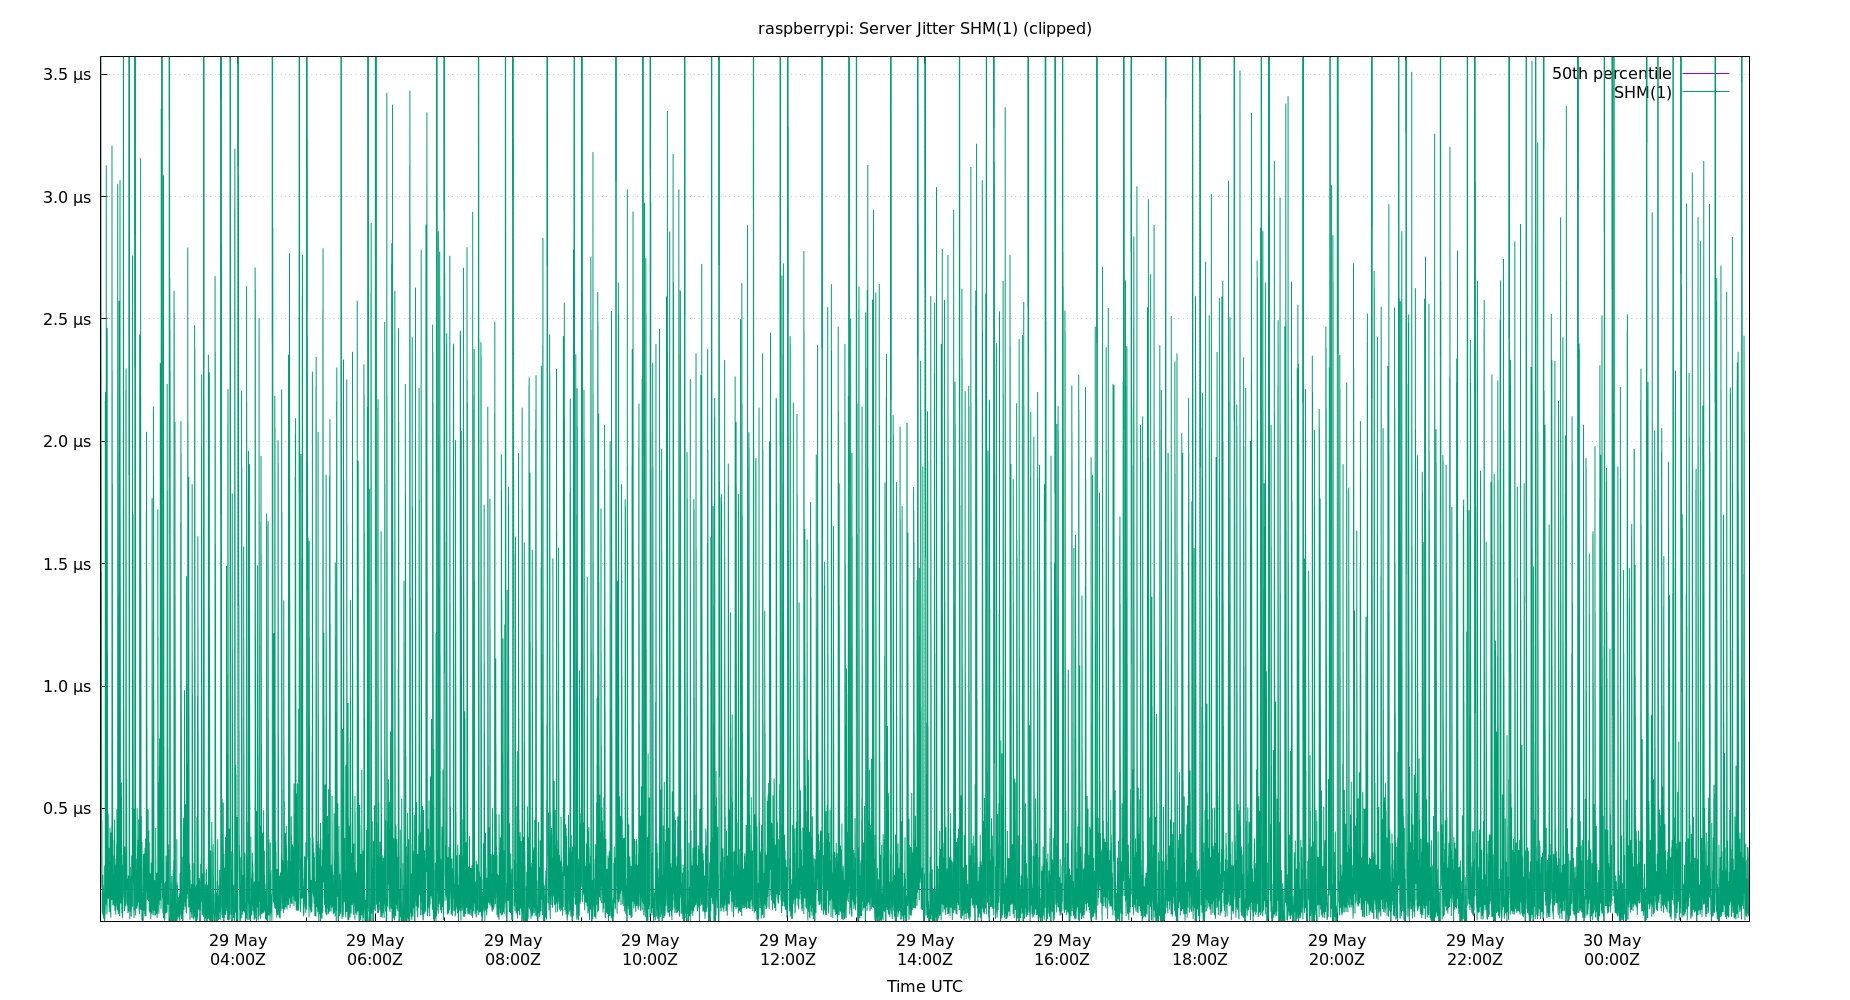 raspberrypi: Server Jitter SHM(1) (clipped)
3.5 µs
50th percentile
SHM(1)
3.0 µs
2.5 µs
2.0 µs
1.5 µs
1.0 µs
0.5 µs
29 May 29 May 29 May 29 May 29 May 29 May 29 May 29 May 29 May 29 May 30 May
04:00Z 06:00Z 08:00Z 10:00Z 12:00Z 14:00Z 16:00Z 18:00Z 20:00Z 22:00Z 00:00Z
Time UTC